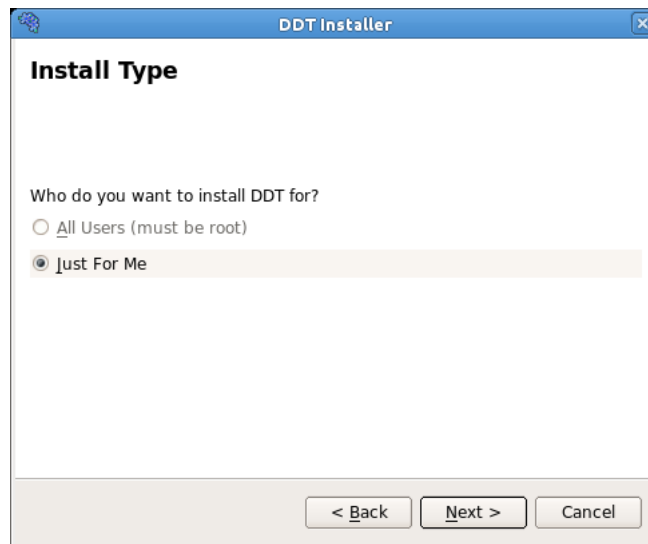 DDT Installer
Install Type
Who do you want to install DDT for?
All Users (must be root)
Just For Me
< Back Next > Cancel